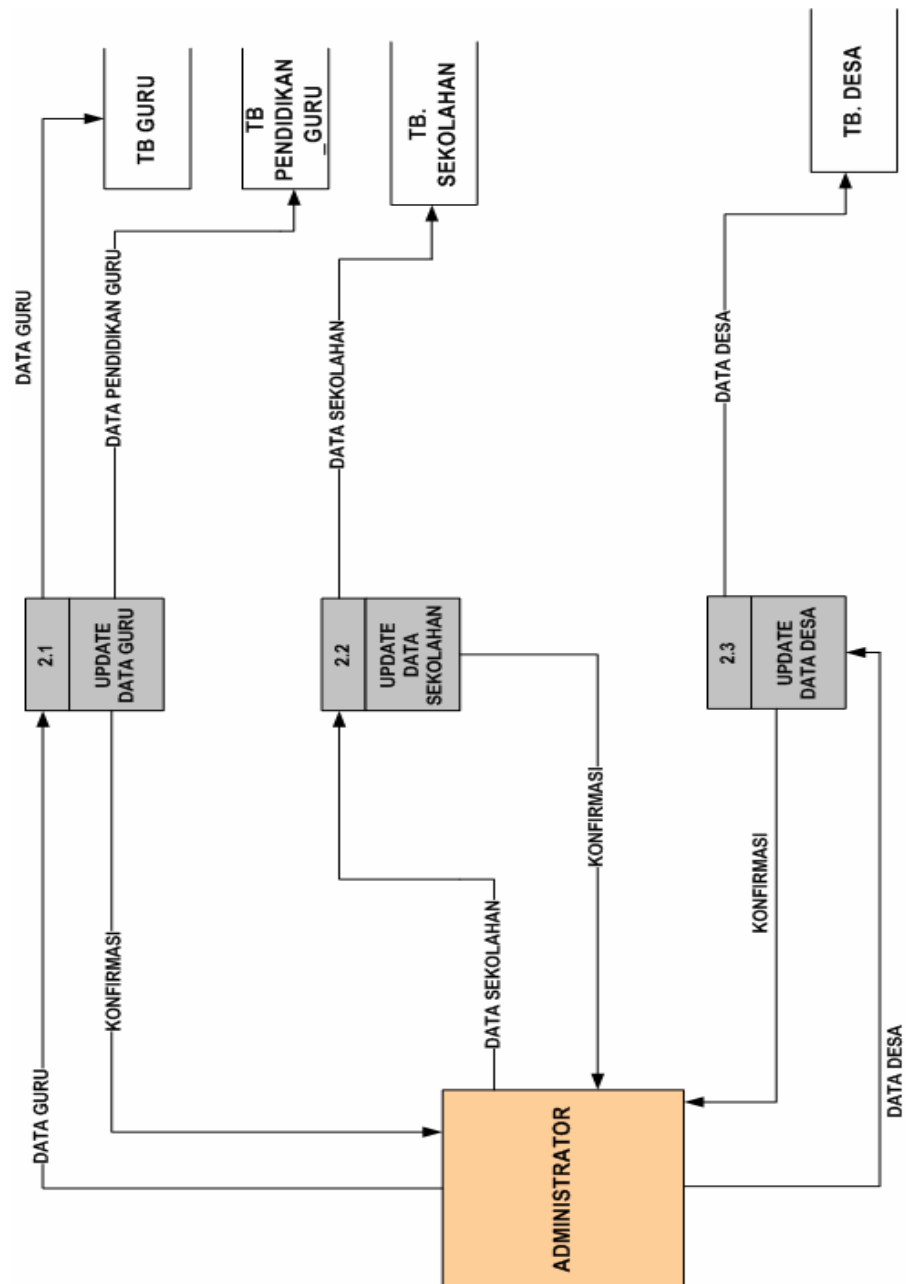 DATA GURU
KONFIRMASI
ADMINISTRATOR
DATA SEKOLAHAN
KONFIRMASI
KONFIRMASI
DATA DESA
2.1
UPDATE
DATA GURU
2.2
UPDATE
DATA
SEKOLAHAN
2.3
UPDATE
DATA DESA
DATA GURU
DATA PENDIDIKAN GURU
DATA SEKOLAHAN
DATA DESA
TB GURU
TB
PENDIDIKAN
_GURU
TB.
SEKOLAHAN
TB. DESA